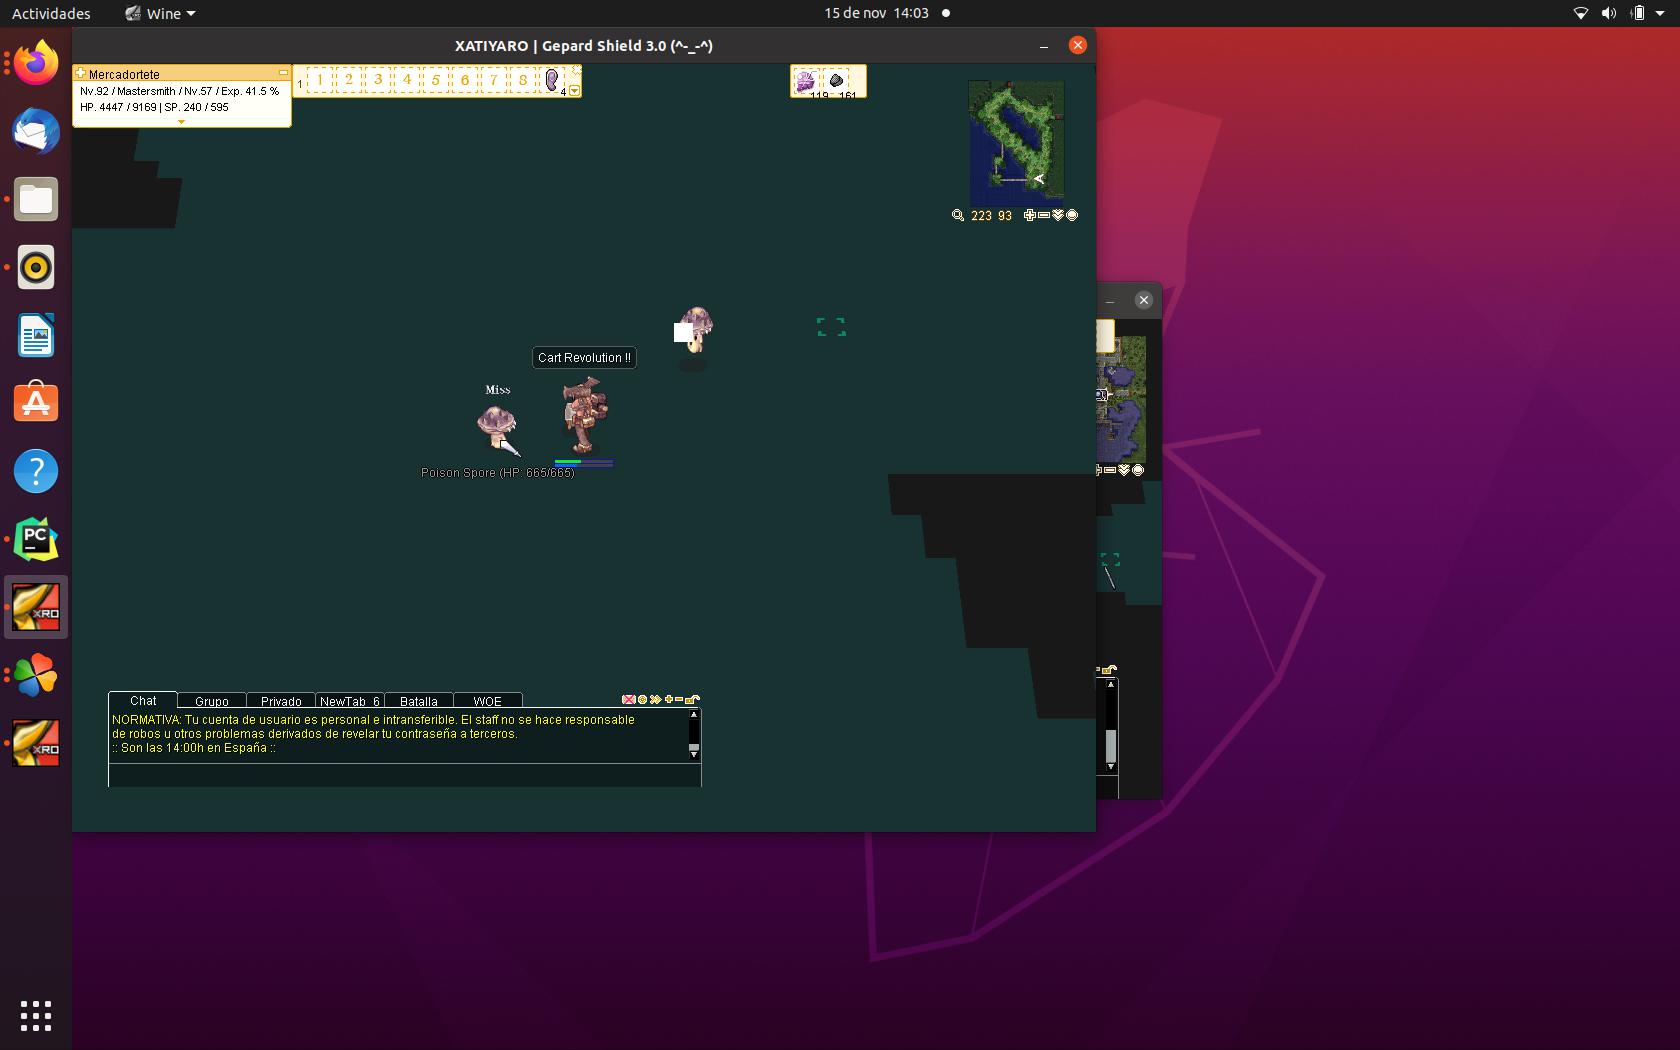 Actividades
Wine
15 de nov 14:03
XATIYARO | Gepard Shield 3.0 (^-_-^)
Mercadortete
Nv.92 / Mastersmith / Nv.57 / Exp. 41.5 %
HP. 4447 / 9169 | SP. 240 / 595
1
1 2 3 4 5 6 7 8
4
119 161
223 93
Cart Revolution !!
Miss
Poison Spore (HP: 665/665)
PC
XRO
XRO
Chat Grupo Privado NewTab_6 Batalla WOE
NORMATIVA: Tu cuenta de usuario es personal e intransferible. El staff no se hace responsable
de robos u otros problemas derivados de revelar tu contraseña a terceros.
:: Son las 14:00h en España ::